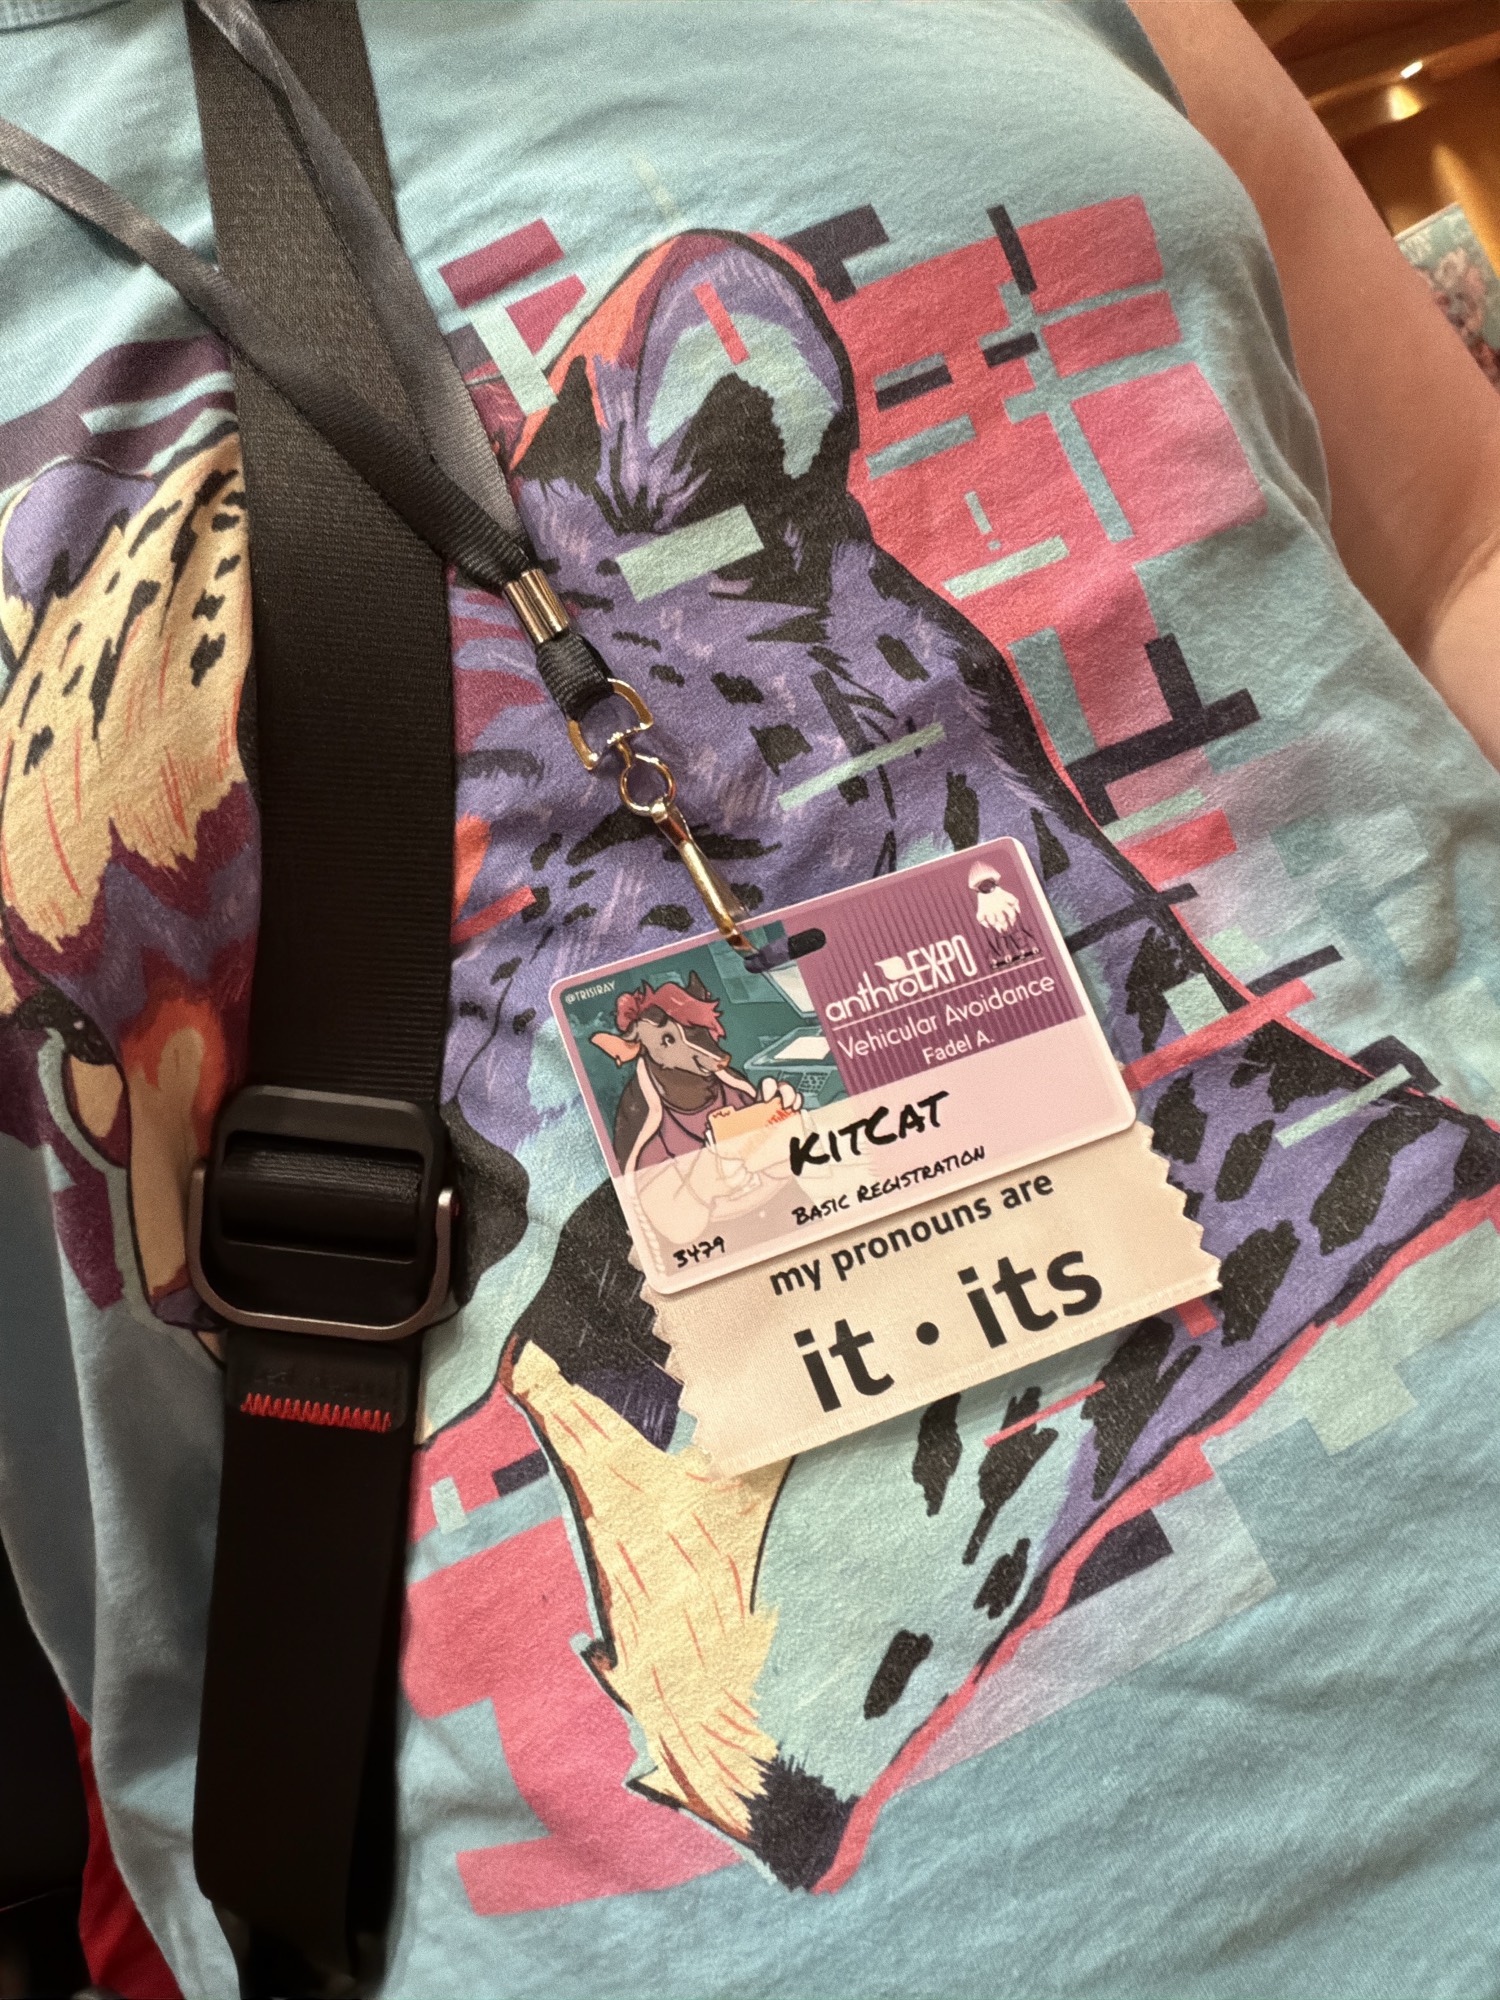 @TRISIRAY
anthroEXPO
Vehicular Avoidance
Fadel A.
KITCAT
BASIC REGISTRATION
3479
my pronouns are
it • its